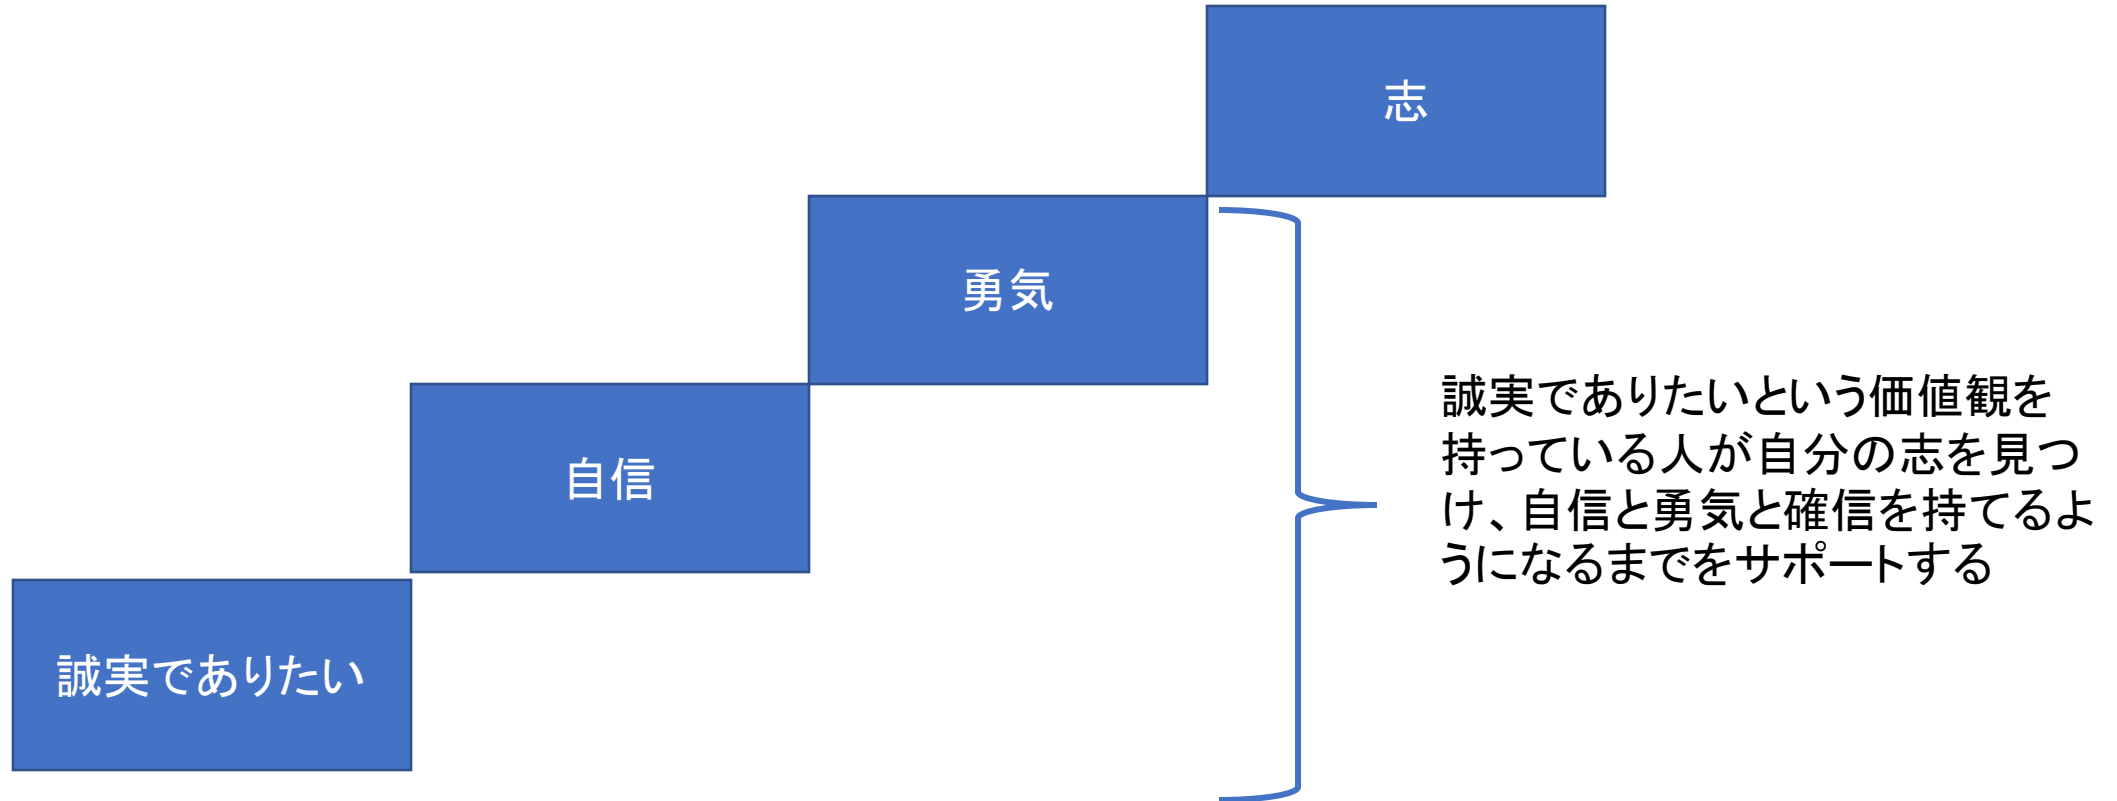 志
勇気
自信
誠実でありたい
誠実でありたいという価値観を
持っている人が自分の志を見つ
け、自信と勇気と確信を持てるよ
うになるまでをサポートする